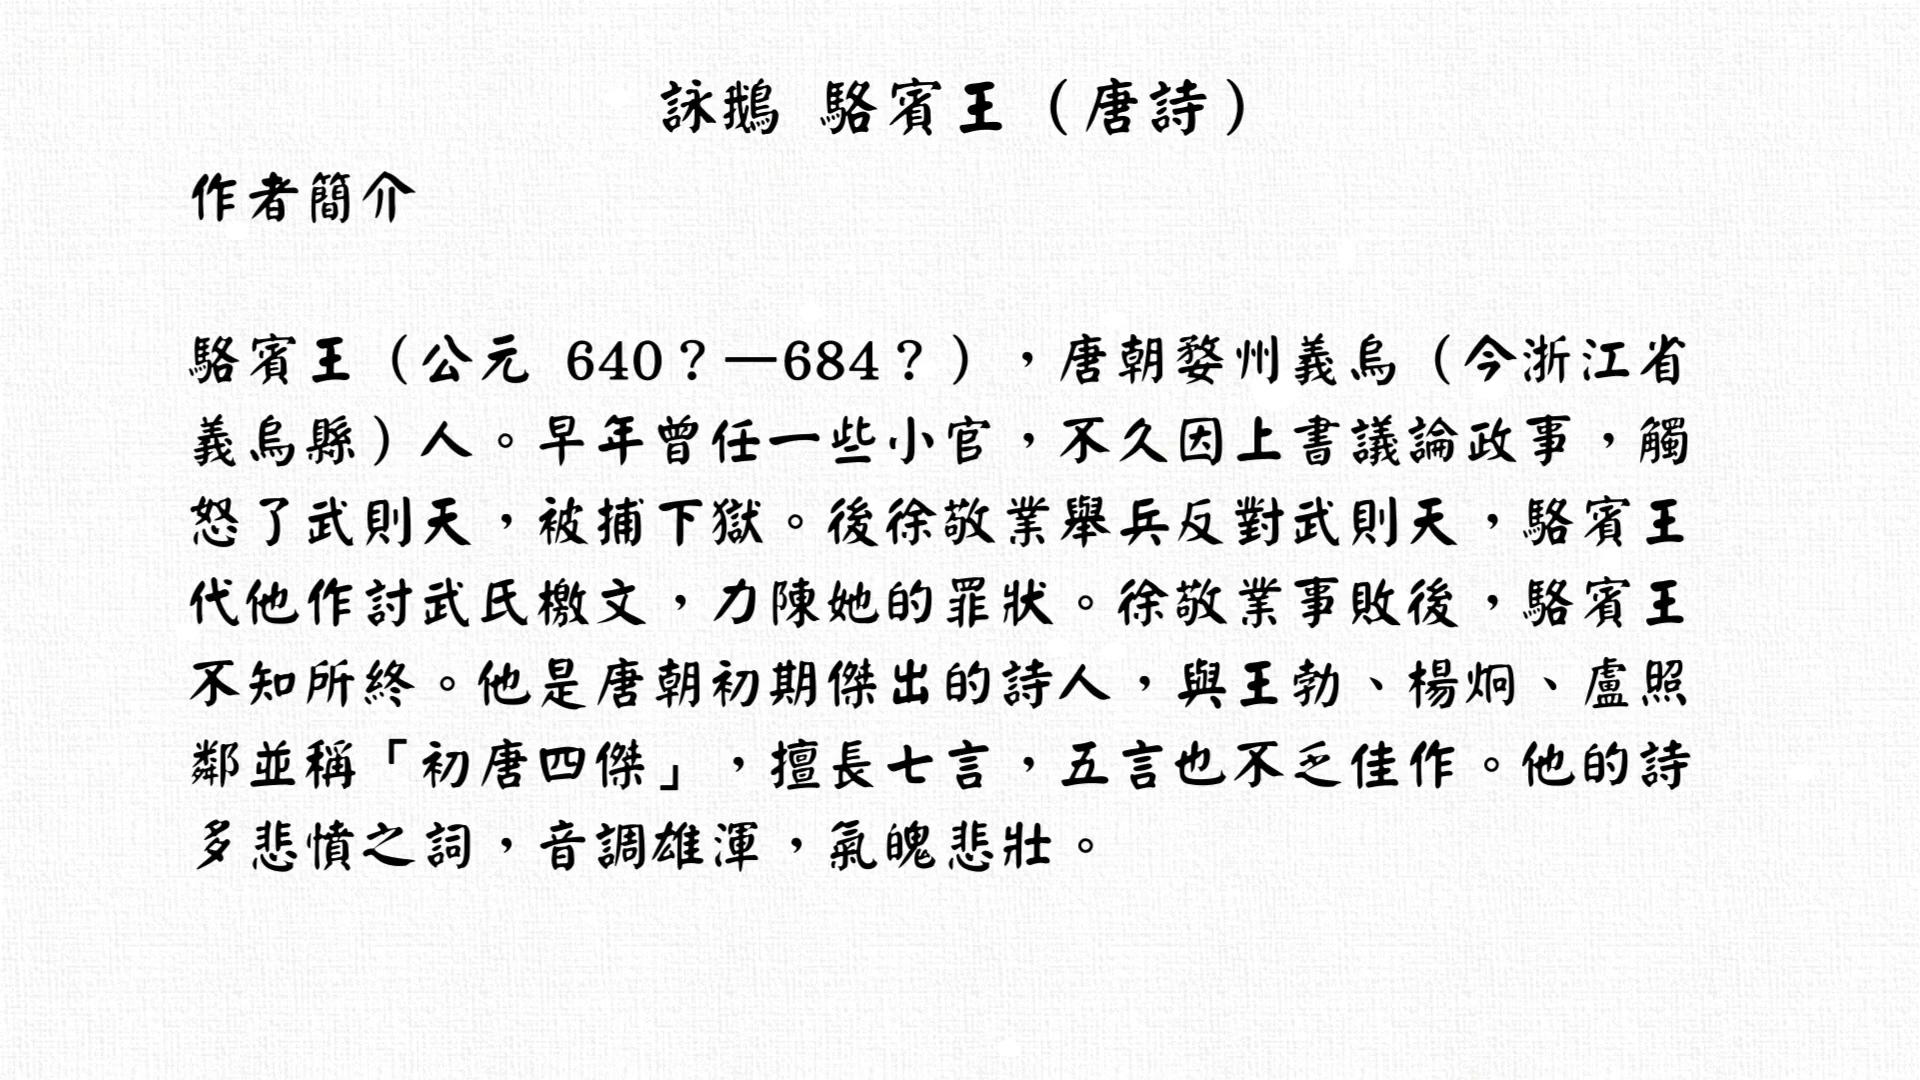 詠鵝 駱賓王（唐詩）
作者簡介
駱賓王（公元 640？—684？），唐朝婺州義烏（今浙江省
義烏縣）人。早年曾任一些小官，不久因上書議論政事，觸
怒了武則天，被捕下獄。後徐敬業舉兵反對武則天，駱賓王
代他作討武氏檄文，力陳她的罪狀。徐敬業事敗後，駱賓王
不知所終。他是唐朝初期傑出的詩人，與王勃、楊炯、盧照
鄰並稱「初唐四傑」，擅長七言，五言也不乏佳作。他的詩
多悲憤之詞，音調雄渾，氣魄悲壯。